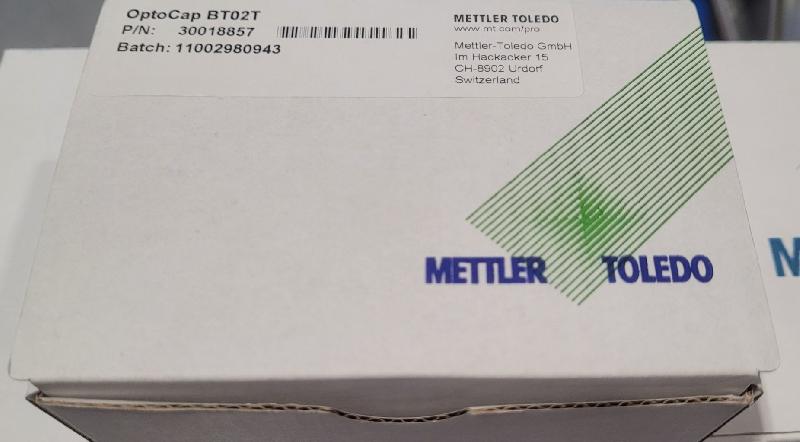 OptoCap BT02T
P/N: 30018857
Batch: 11002980943
METTLER TOLEDO
www.mt.com/pro
Mettler-Toledo GmbH
Im Hackacker 15
CH-8902 Urdorf
Switzerland
METTLER TOLEDO
M